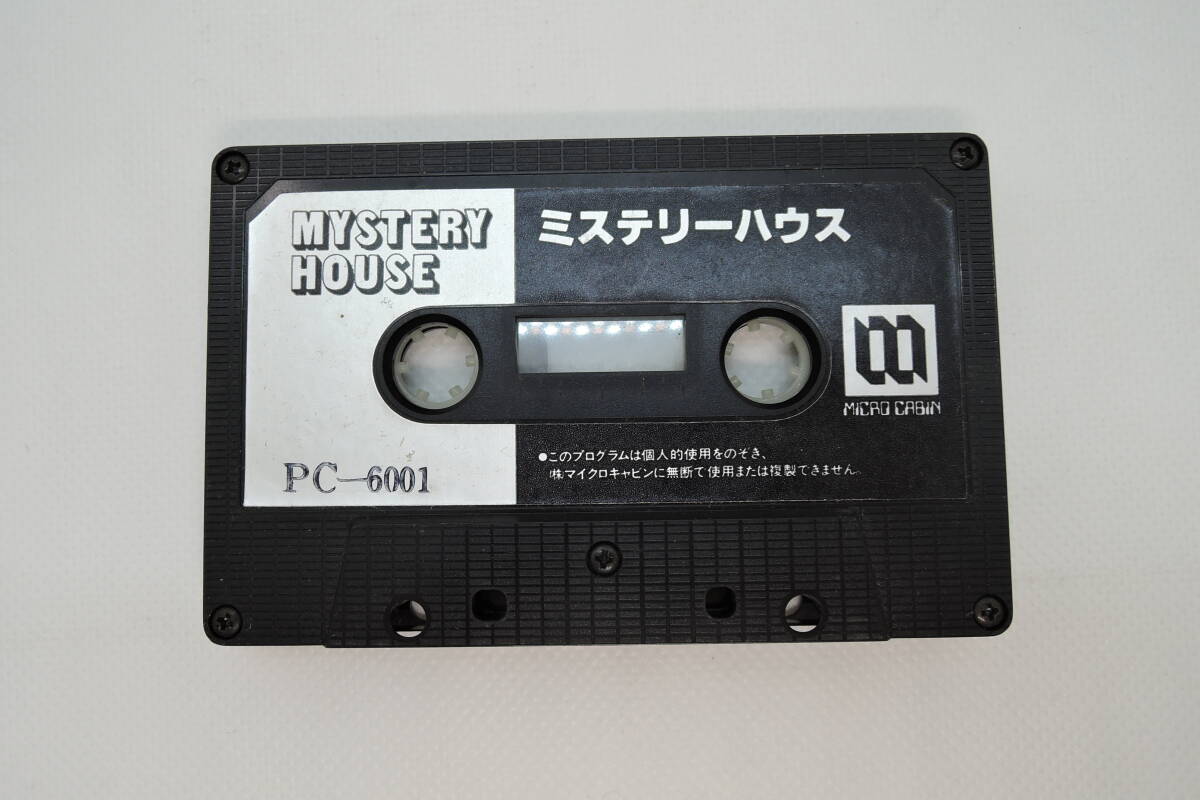 MYSTERY
HOUSE
ミステリーハウス
MICRO CABIN
●このプログラムは個人的使用をのぞき、
(株)マイクロキャビンに無断で使用または複製できません。
PC-6001